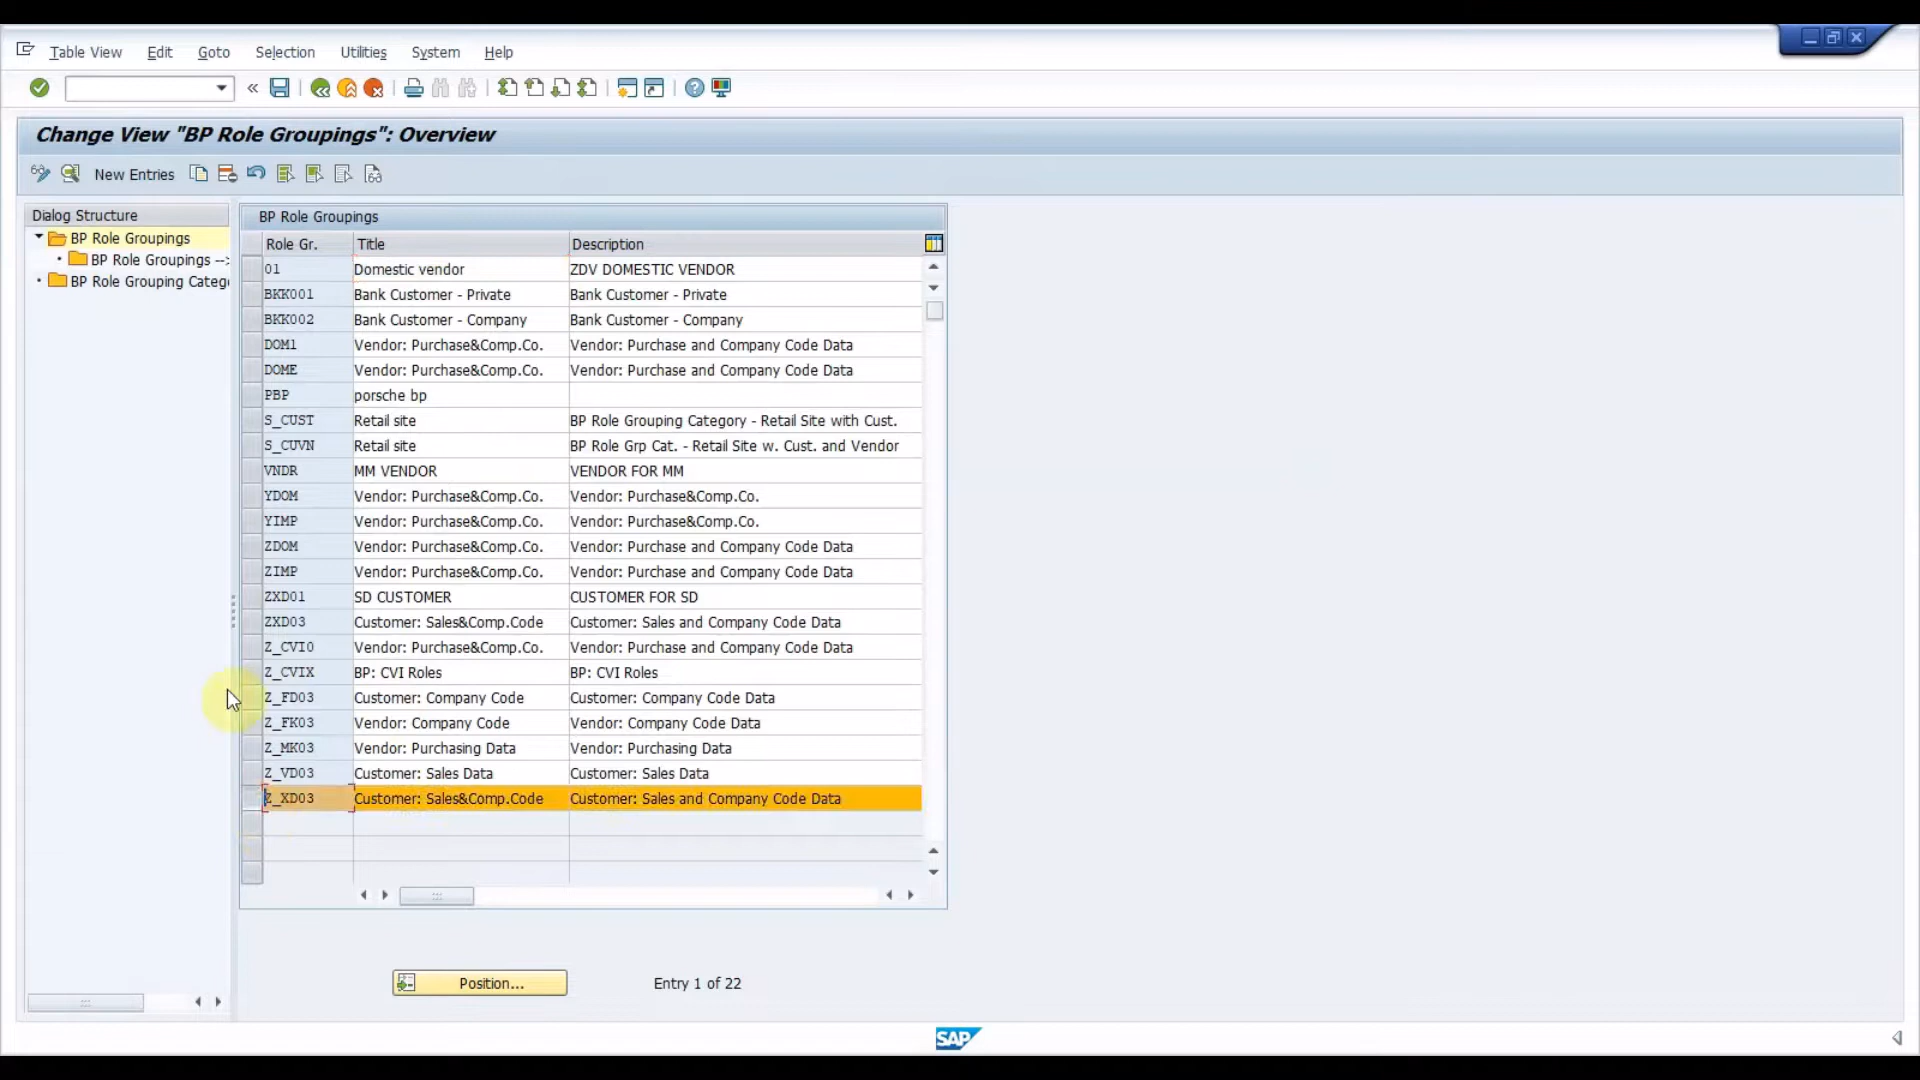 Table View Edit Goto Selection Utilities System Help
Change View "BP Role Groupings": Overview
New Entries
Dialog Structure
BP Role Groupings
BP Role Groupings -->
BP Role Grouping Catego
BP Role Groupings
Role Gr. Title Description
01 Domestic vendor ZDV DOMESTIC VENDOR
BKK001 Bank Customer - Private Bank Customer - Private
BKK002 Bank Customer - Company Bank Customer - Company
DOM1 Vendor: Purchase&Comp.Co. Vendor: Purchase and Company Code Data
DOME Vendor: Purchase&Comp.Co. Vendor: Purchase and Company Code Data
PBP porsche bp
S_CUST Retail site BP Role Grouping Category - Retail Site with Cust.
S_CUVN Retail site BP Role Grp Cat. - Retail Site w. Cust. and Vendor
VNDR MM VENDOR VENDOR FOR MM
YDOM Vendor: Purchase&Comp.Co. Vendor: Purchase&Comp.Co.
YIMP Vendor: Purchase&Comp.Co. Vendor: Purchase&Comp.Co.
ZDOM Vendor: Purchase&Comp.Co. Vendor: Purchase and Company Code Data
ZIMP Vendor: Purchase&Comp.Co. Vendor: Purchase and Company Code Data
ZXD01 SD CUSTOMER CUSTOMER FOR SD
ZXD03 Customer: Sales&Comp.Code Customer: Sales and Company Code Data
Z_CVI0 Vendor: Purchase&Comp.Co. Vendor: Purchase and Company Code Data
Z_CVIX BP: CVI Roles BP: CVI Roles
Z_FD03 Customer: Company Code Customer: Company Code Data
Z_FK03 Vendor: Company Code Vendor: Company Code Data
Z_MK03 Vendor: Purchasing Data Vendor: Purchasing Data
Z_VD03 Customer: Sales Data Customer: Sales Data
Z_XD03 Customer: Sales&Comp.Code Customer: Sales and Company Code Data
Position... Entry 1 of 22
SAP